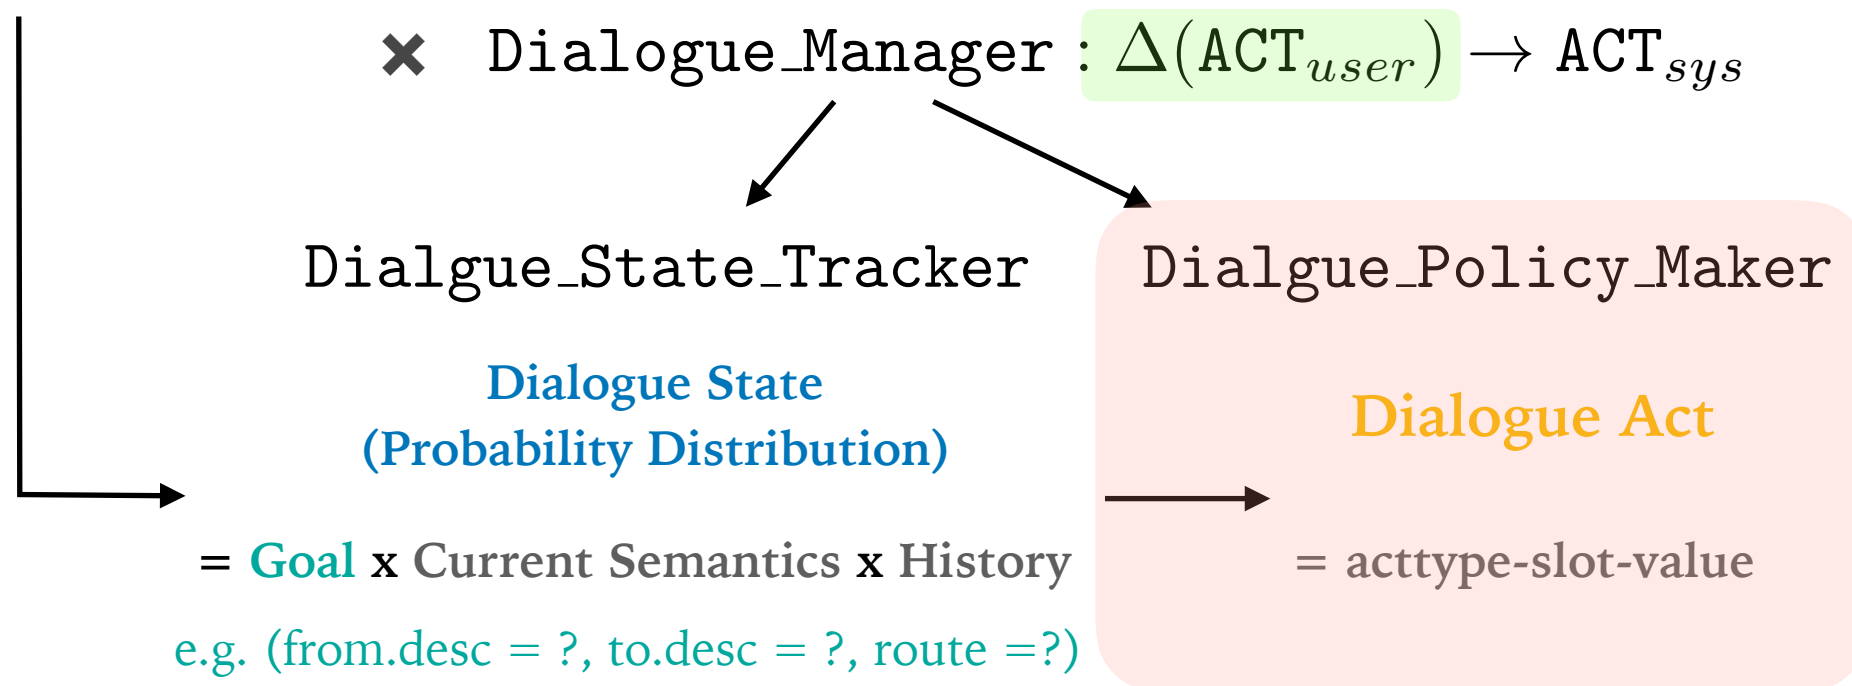 ✖ Dialogue_Manager : Δ(ACT_user) → ACT_sys
Dialgue_State_Tracker
Dialgue_Policy_Maker
Dialogue State
(Probability Distribution)
Dialogue Act
= Goal x Current Semantics x History
= acttype-slot-value
e.g. (from.desc = ?, to.desc = ?, route =?)